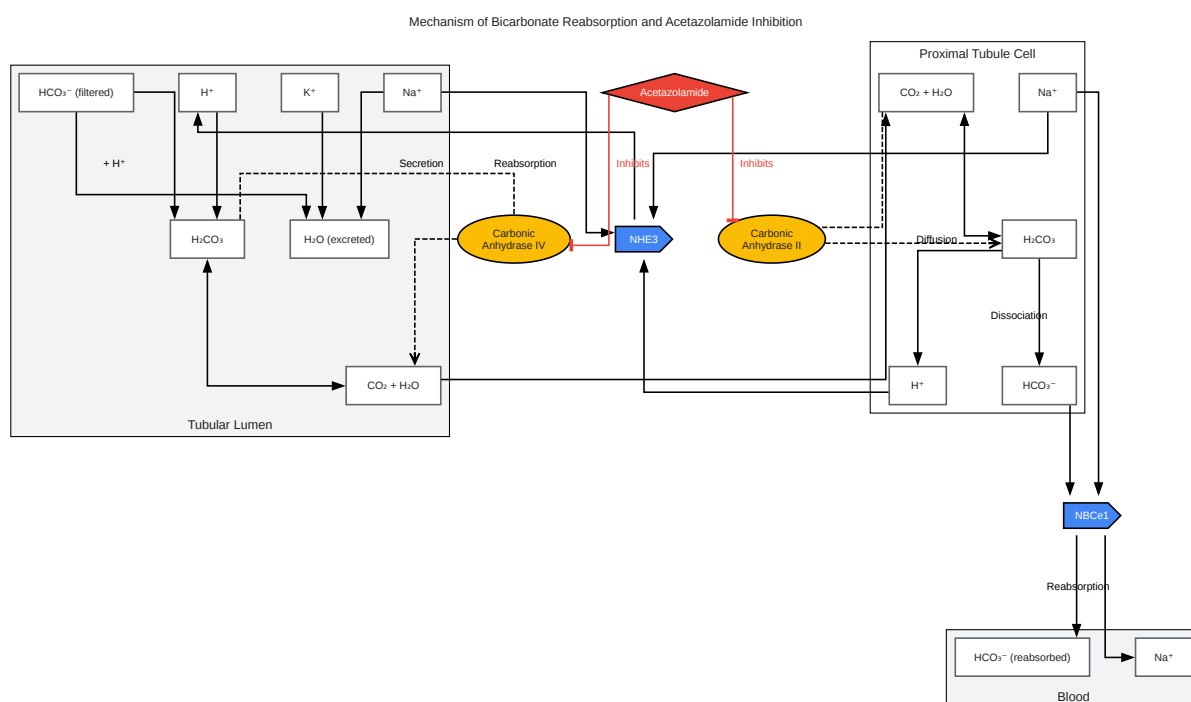 Mechanism of Bicarbonate Reabsorption and Acetazolamide Inhibition
Proximal Tubule Cell
HCO₃⁻ (filtered)
H⁺
K⁺
Na⁺
Acetazolamide
CO₂ + H₂O
Na⁺
+ H⁺
Secretion
Reabsorption
Inhibits
Inhibits
H₂CO₃
H₂O (excreted)
Carbonic
Anhydrase IV
NHE3
Carbonic
Anhydrase II
Diffusion
H₂CO₃
Dissociation
CO₂ + H₂O
H⁺
HCO₃⁻
Tubular Lumen
NBCe1
Reabsorption
HCO₃⁻ (reabsorbed)
Na⁺
Blood